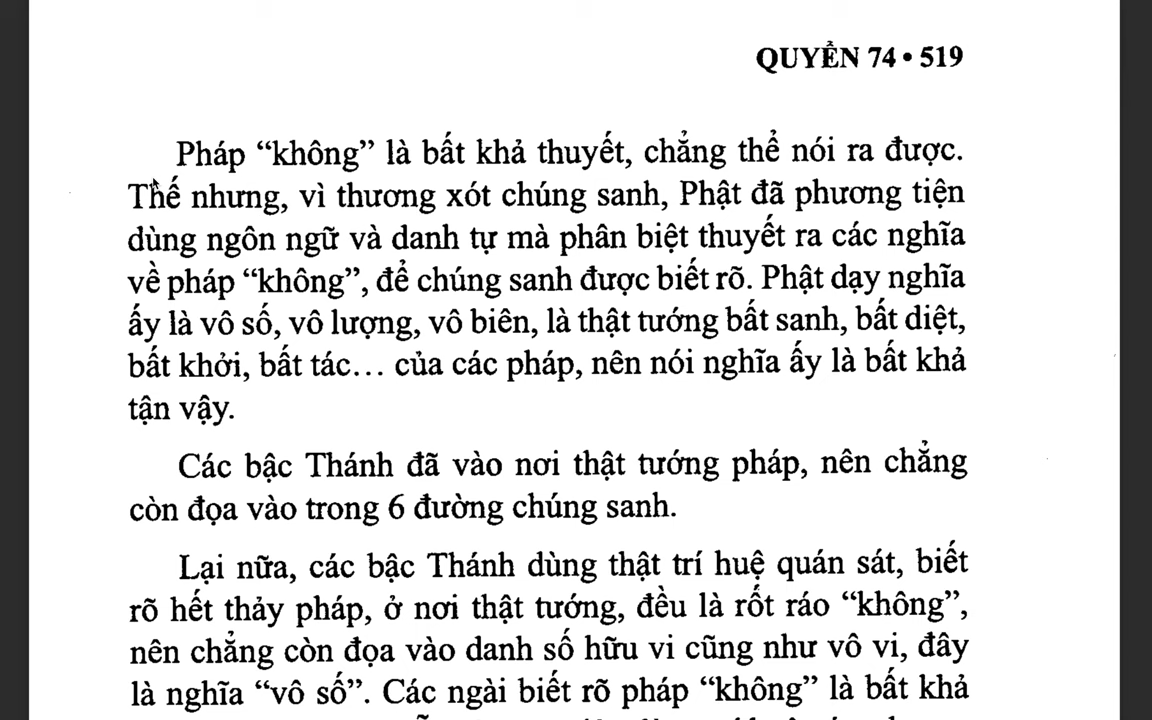 QUYỂN 74 • 519
Pháp “không” là bất khả thuyết, chẳng thể nói ra được.
Thế nhưng, vì thương xót chúng sanh, Phật đã phương tiện
dùng ngôn ngữ và danh tự mà phân biệt thuyết ra các nghĩa
về pháp “không”, để chúng sanh được biết rõ. Phật dạy nghĩa
ấy là vô số, vô lượng, vô biên, là thật tướng bất sanh, bất diệt,
bất khởi, bất tác… của các pháp, nên nói nghĩa ấy là bất khả
tận vậy.
Các bậc Thánh đã vào nơi thật tướng pháp, nên chẳng
còn đọa vào trong 6 đường chúng sanh.
Lại nữa, các bậc Thánh dùng thật trí huệ quán sát, biết
rõ hết thảy pháp, ở nơi thật tướng, đều là rốt ráo “không”,
nên chẳng còn đọa vào danh số hữu vi cũng như vô vi, đây
là nghĩa “vô số”. Các ngài biết rõ pháp “không” là bất khả